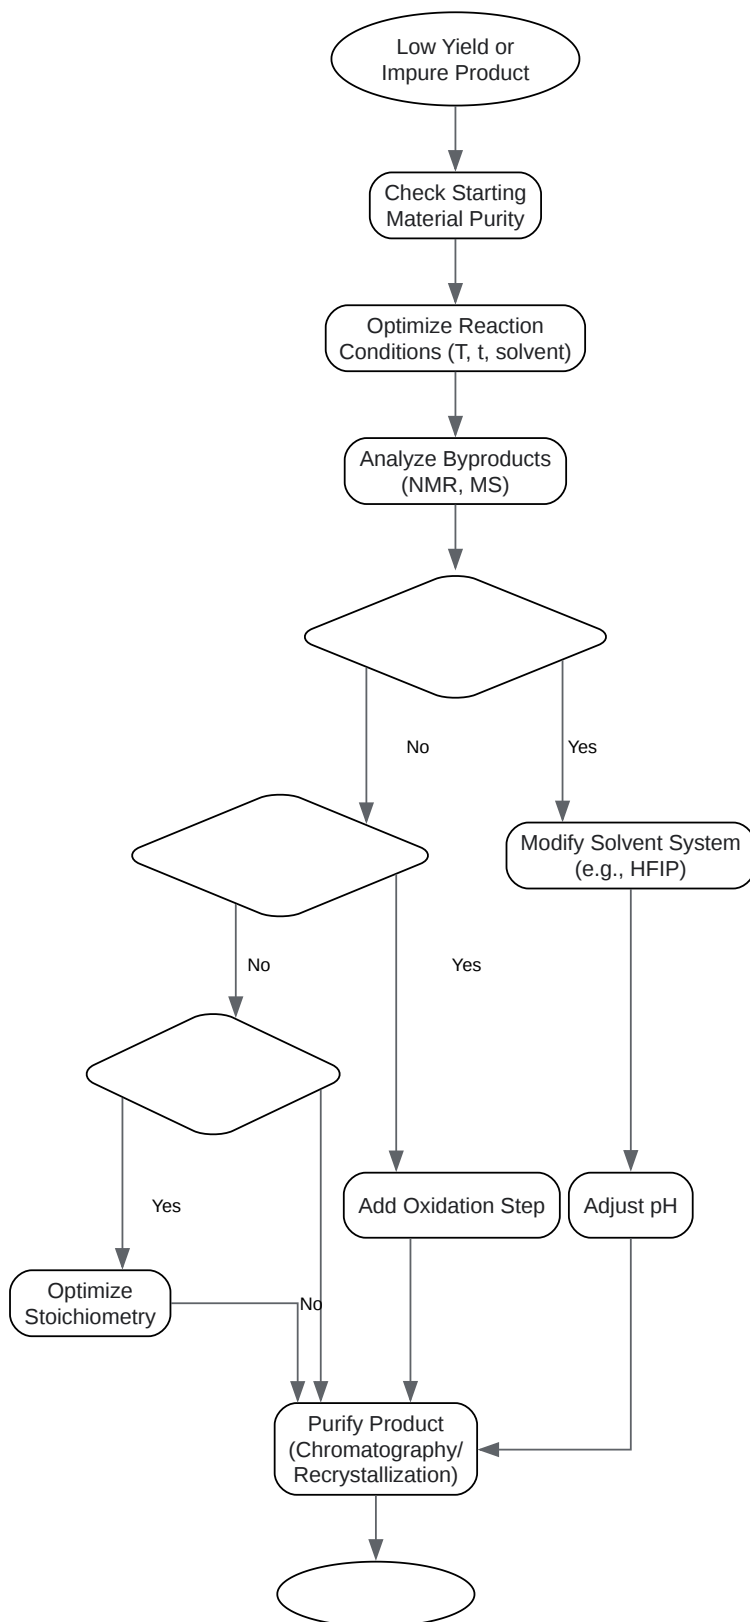 Low Yield or
Impure Product
Check Starting
Material Purity
Optimize Reaction
Conditions (T, t, solvent)
Analyze Byproducts
(NMR, MS)
No
Yes
Modify Solvent System
(e.g., HFIP)
No
Yes
Yes
Add Oxidation Step
Adjust pH
Optimize
Stoichiometry
No
Purify Product
(Chromatography/
Recrystallization)